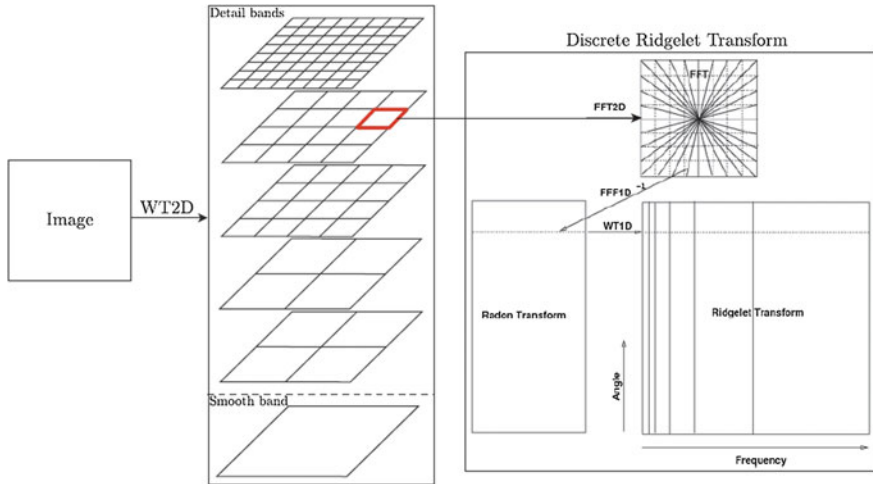 Detail bands
Discrete Ridgelet Transform
FFT
FFT2D
Image
WT2D
FFF1D
-1
WT1D
Radon Transform
Ridgelet Transform
Angle
Smooth band
Frequency